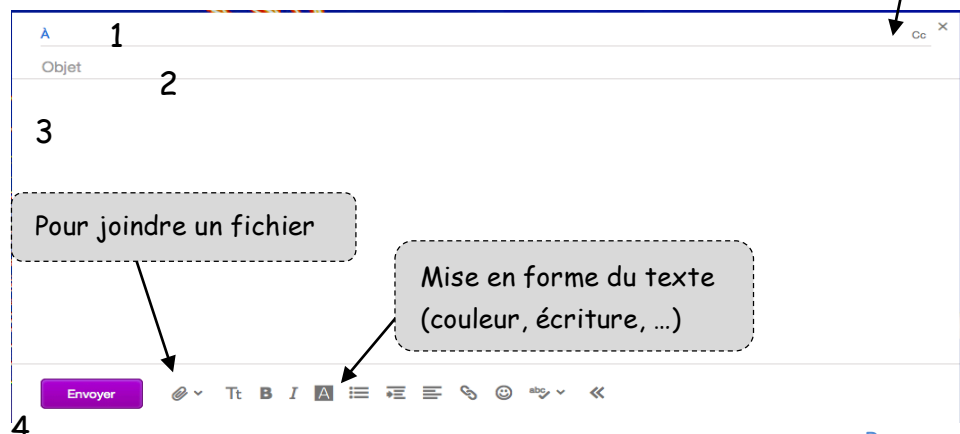 À 1 Cc ×
Objet
2
3
Pour joindre un fichier
Mise en forme du texte
(couleur, écriture, ...)
Envoyer Tt B I A abc
4